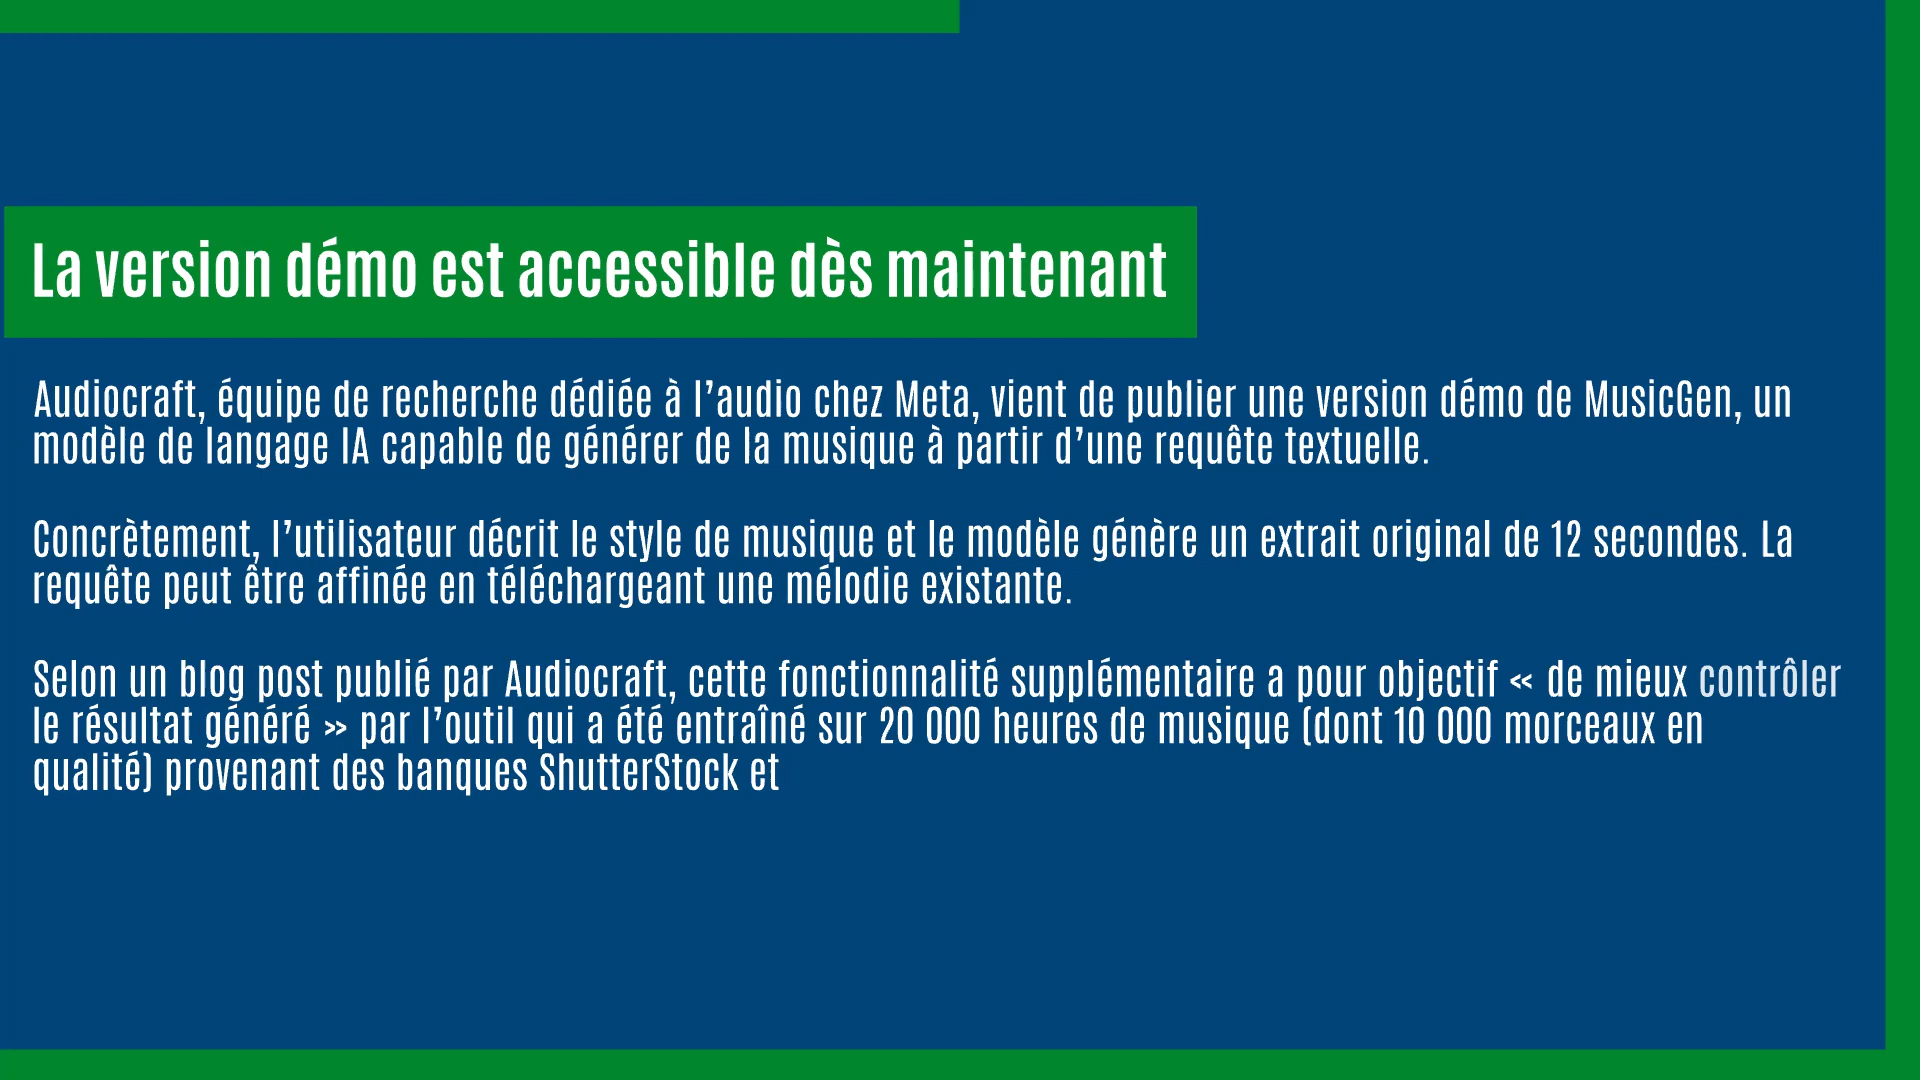 La version démo est accessible dès maintenant
Audiocraft, équipe de recherche dédiée à l’audio chez Meta, vient de publier une version démo de MusicGen, un
modèle de langage IA capable de générer de la musique à partir d’une requête textuelle.
Concrètement, l’utilisateur décrit le style de musique et le modèle génère un extrait original de 12 secondes. La
requête peut être affinée en téléchargeant une mélodie existante.
Selon un blog post publié par Audiocraft, cette fonctionnalité supplémentaire a pour objectif « de mieux contrôler
le résultat généré » par l’outil qui a été entraîné sur 20 000 heures de musique (dont 10 000 morceaux en
qualité) provenant des banques ShutterStock et